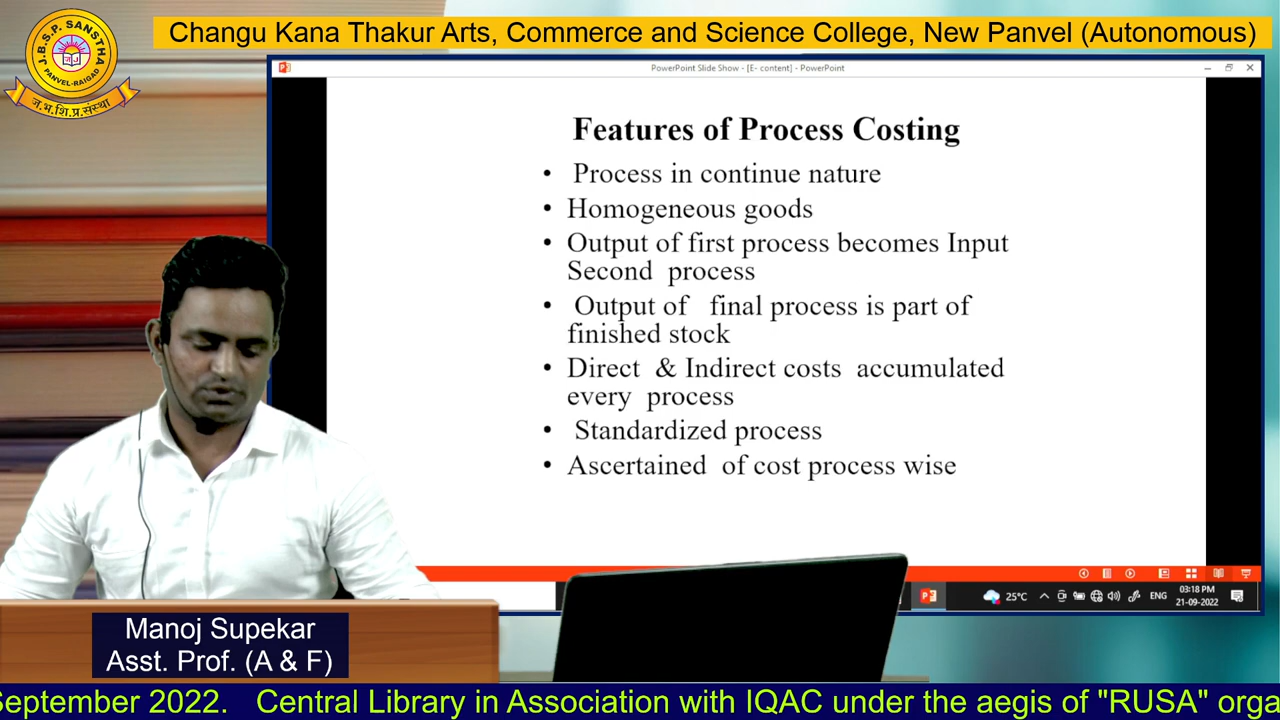 Changu Kana Thakur Arts, Commerce and Science College, New Panvel (Autonomous)
J.B.S.P. SANSTHA
PANVEL-RAIGAD
ज.भ.शि.प्र.संस्था
PowerPoint Slide Show - [E- content] - PowerPoint
Features of Process Costing
• Process in continue nature
• Homogeneous goods
• Output of first process becomes Input
Second process
• Output of final process is part of
finished stock
• Direct & Indirect costs accumulated
every process
• Standardized process
• Ascertained of cost process wise
25°C
ENG
03:18 PM
21-09-2022
Manoj Supekar
Asst. Prof. (A & F)
September 2022. Central Library in Association with IQAC under the aegis of "RUSA" orga